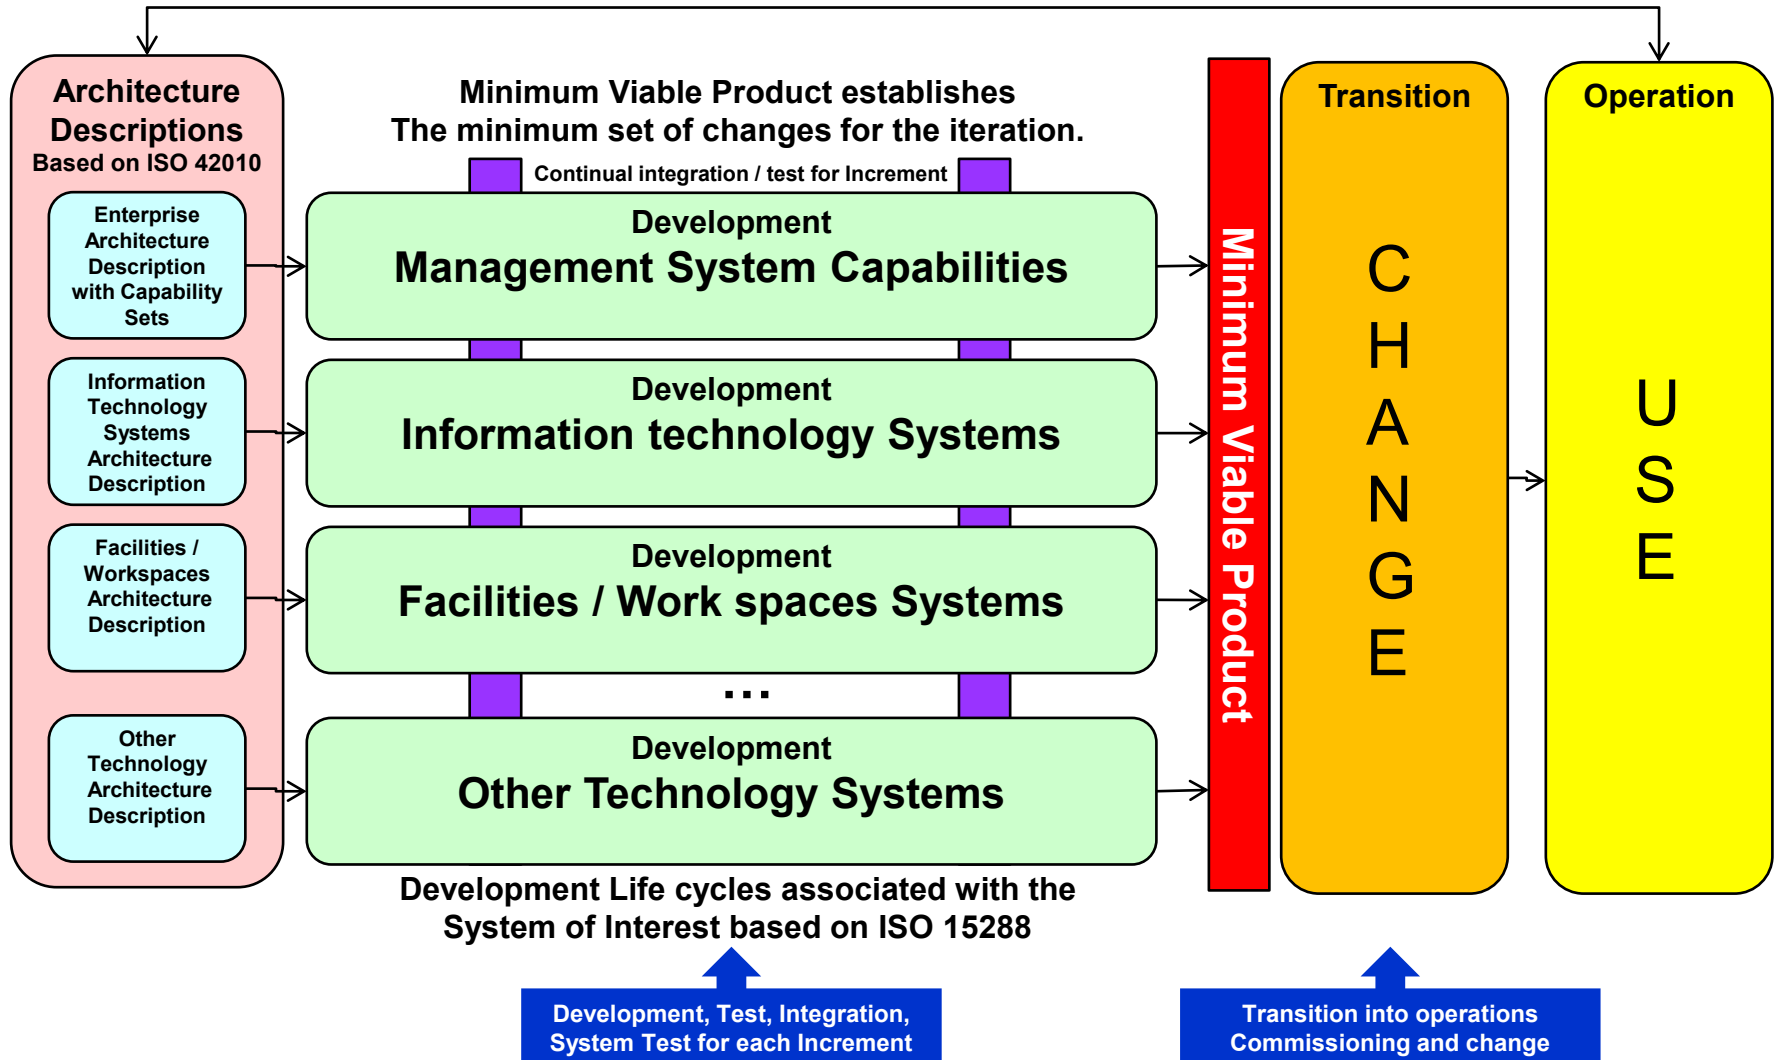 Architecture
Descriptions
Based on ISO 42010
Enterprise
Architecture
Description
with Capability
Sets
Information
Technology
Systems
Architecture
Description
Facilities /
Workspaces
Architecture
Description
Other
Technology
Architecture
Description
Minimum Viable Product establishes
The minimum set of changes for the iteration.
Continual integration / test for Increment
Development
Management System Capabilities
Development
Information technology Systems
Development
Facilities / Work spaces Systems
...
Development
Other Technology Systems
Development Life cycles associated with the
System of Interest based on ISO 15288
Development, Test, Integration,
System Test for each Increment
Minimum Viable Product
Transition
C
H
A
N
G
E
Transition into operations
Commissioning and change
Operation
U
S
E